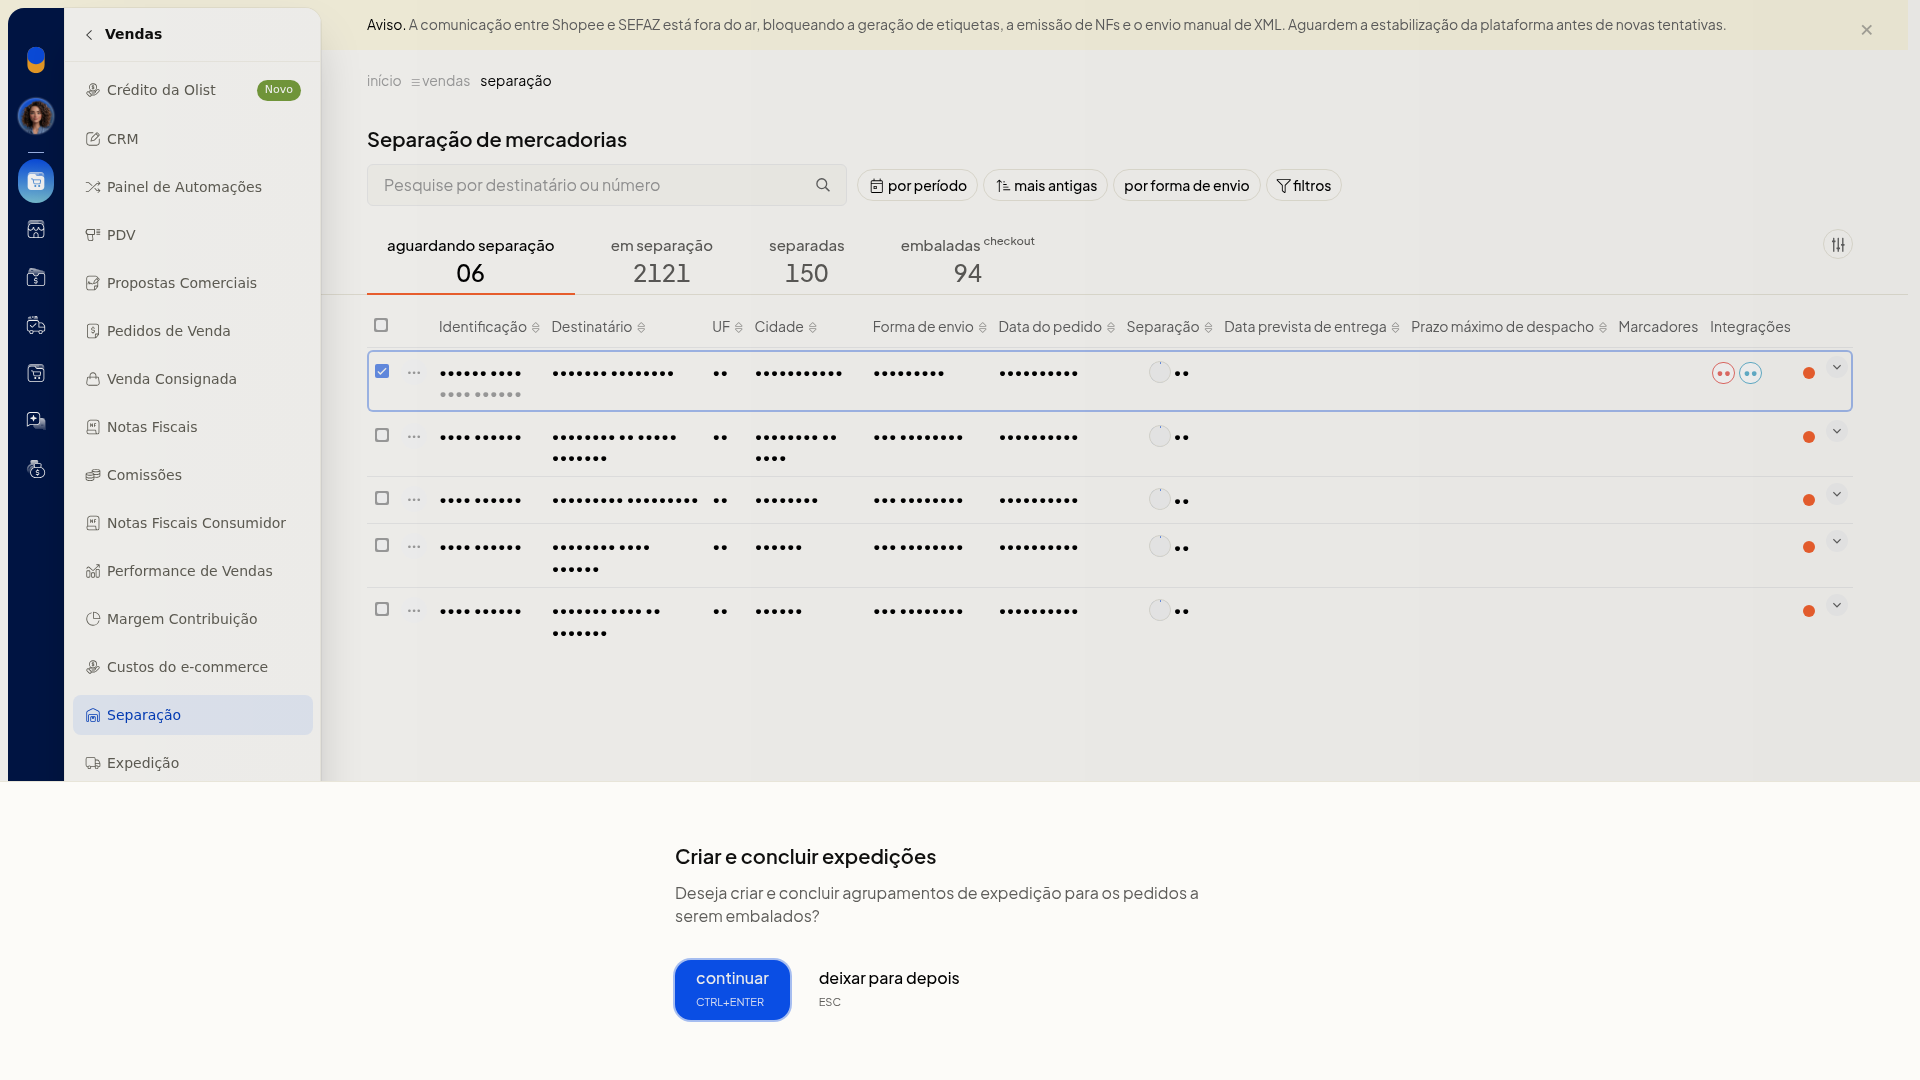 Aviso. A comunicação entre Shopee e SEFAZ está fora do ar, bloqueando a geração de etiquetas, a emissão de NFs e o envio manual de XML. Aguardem a estabilização da plataforma antes de novas tentativas.
Vendas
Crédito da Olist Novo
CRM
Painel de Automações
PDV
Propostas Comerciais
Pedidos de Venda
Venda Consignada
Notas Fiscais
Comissões
Notas Fiscais Consumidor
Performance de Vendas
Margem Contribuição
Custos do e-commerce
Separação
Expedição
início vendas separação
Separação de mercadorias
Pesquise por destinatário ou número
por período mais antigas por forma de envio filtros
aguardando separação em separação separadas embaladas checkout
06 2121 150 94
Identificação Destinatário UF Cidade Forma de envio Data do pedido Separação Data prevista de entrega Prazo máximo de despacho Marcadores Integrações
Criar e concluir expedições
Deseja criar e concluir agrupamentos de expedição para os pedidos a
serem embalados?
continuar deixar para depois
CTRL+ENTER ESC